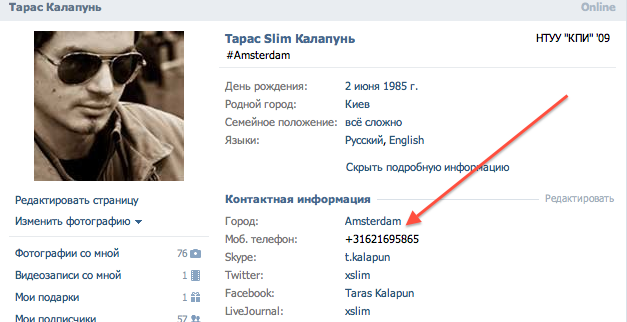 Тарас Калапунь
Online
Тарас Slim Калапунь
НТУУ "КПИ" '09
#Amsterdam
День рождения: 2 июня 1985 г.
Родной город: Киев
Семейное положение: всё сложно
Языки: Русский, English
Скрыть подробную информацию
Редактировать страницу
Изменить фотографию
Фотографии со мной 76
Видеозаписи со мной 1
Мои подарки 1
Мои подписчики 57
Контактная информация
Редактировать
Город: Amsterdam
Моб. телефон: +31621695865
Skype: t.kalapun
Twitter: xslim
Facebook: Taras Kalapun
LiveJournal: xslim